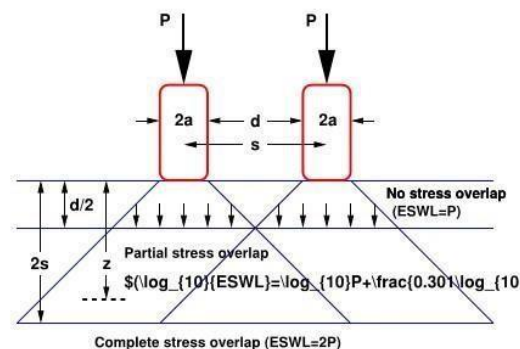 P P
2a d 2a
s
No stress overlap
(ESWL=P)
d/2
Partial stress overlap
2s z
$(\log_{10}{ESWL}=\log_{10}P+\frac{0.301\log_{10
Complete stress overlap (ESWL=2P)